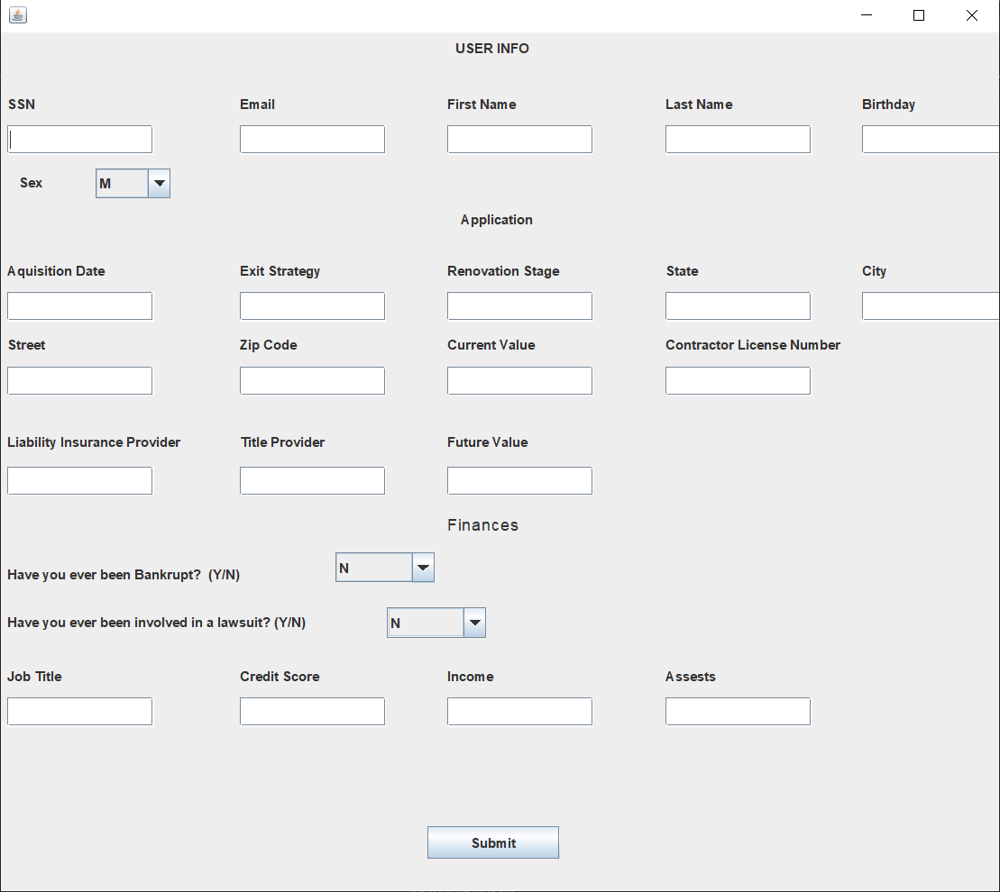 USER INFO
SSN Email First Name Last Name Birthday
Sex M
Application
Aquisition Date Exit Strategy Renovation Stage State City
Street Zip Code Current Value Contractor License Number
Liability Insurance Provider Title Provider Future Value
Finances
Have you ever been Bankrupt? (Y/N) N
Have you ever been involved in a lawsuit? (Y/N) N
Job Title Credit Score Income Assests
Submit